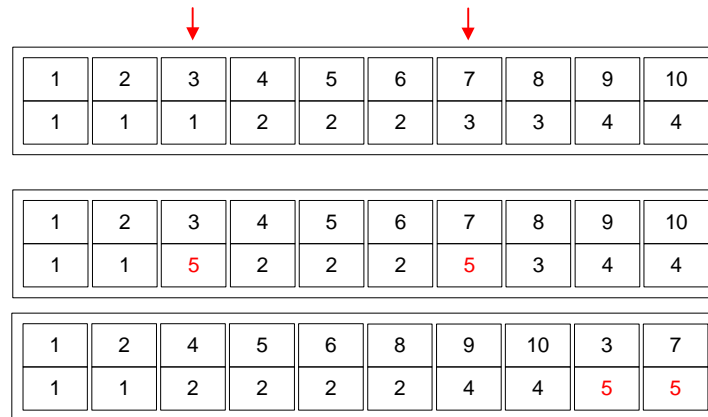 1 2 3 4 5 6 7 8 9 10
1 1 1 2 2 2 3 3 4 4
1 2 3 4 5 6 7 8 9 10
1 1 5 2 2 2 5 3 4 4
1 2 4 5 6 8 9 10 3 7
1 1 2 2 2 2 4 4 5 5